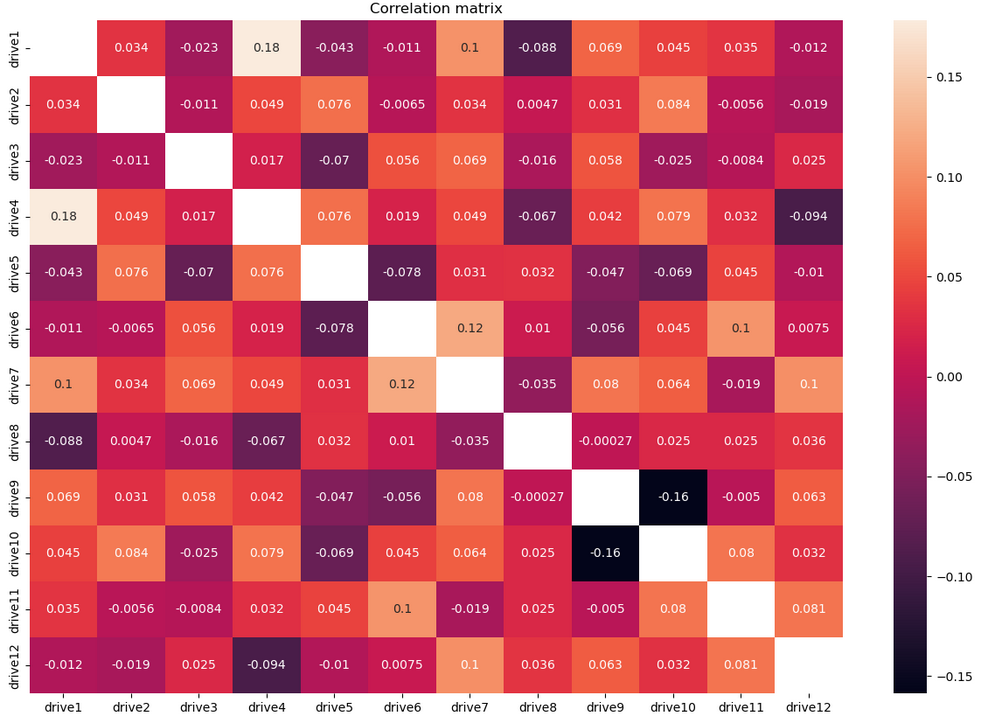 Correlation matrix
drive1 0.034 -0.023 0.18 -0.043 -0.011 0.1 -0.088 0.069 0.045 0.035 -0.012
drive2 0.034 -0.011 0.049 0.076 -0.0065 0.034 0.0047 0.031 0.084 -0.0056 -0.019
drive3 -0.023 -0.011 0.017 -0.07 0.056 0.069 -0.016 0.058 -0.025 -0.0084 0.025
drive4 0.18 0.049 0.017 0.076 0.019 0.049 -0.067 0.042 0.079 0.032 -0.094
drive5 -0.043 0.076 -0.07 0.076 -0.078 0.031 0.032 -0.047 -0.069 0.045 -0.01
drive6 -0.011 -0.0065 0.056 0.019 -0.078 0.12 0.01 -0.056 0.045 0.1 0.0075
drive7 0.1 0.034 0.069 0.049 0.031 0.12 -0.035 0.08 0.064 -0.019 0.1
drive8 -0.088 0.0047 -0.016 -0.067 0.032 0.01 -0.035 -0.00027 0.025 0.025 0.036
drive9 0.069 0.031 0.058 0.042 -0.047 -0.056 0.08 -0.00027 -0.16 -0.005 0.063
drive10 0.045 0.084 -0.025 0.079 -0.069 0.045 0.064 0.025 -0.16 0.08 0.032
drive11 0.035 -0.0056 -0.0084 0.032 0.045 0.1 -0.019 0.025 -0.005 0.08 0.081
drive12 -0.012 -0.019 0.025 -0.094 -0.01 0.0075 0.1 0.036 0.063 0.032 0.081
drive1 drive2 drive3 drive4 drive5 drive6 drive7 drive8 drive9 drive10 drive11 drive12
0.15
0.10
0.05
0.00
−0.05
−0.10
−0.15